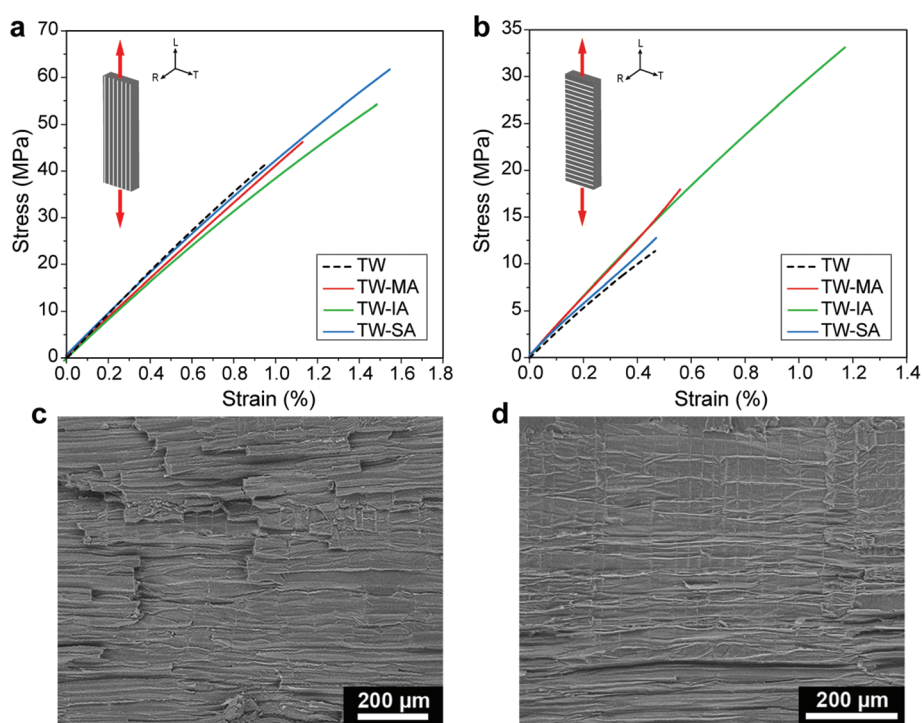 a
b
70
60
50
40
30
20
10
0
Stress (MPa)
L
R
T
TW
TW-MA
TW-IA
TW-SA
0.0 0.2 0.4 0.6 0.8 1.0 1.2 1.4 1.6 1.8
Strain (%)
35
30
25
20
15
10
5
0
Stress (MPa)
L
R
T
TW
TW-MA
TW-IA
TW-SA
0.0 0.2 0.4 0.6 0.8 1.0 1.2 1.4
Strain (%)
c
d
200 µm
200 µm